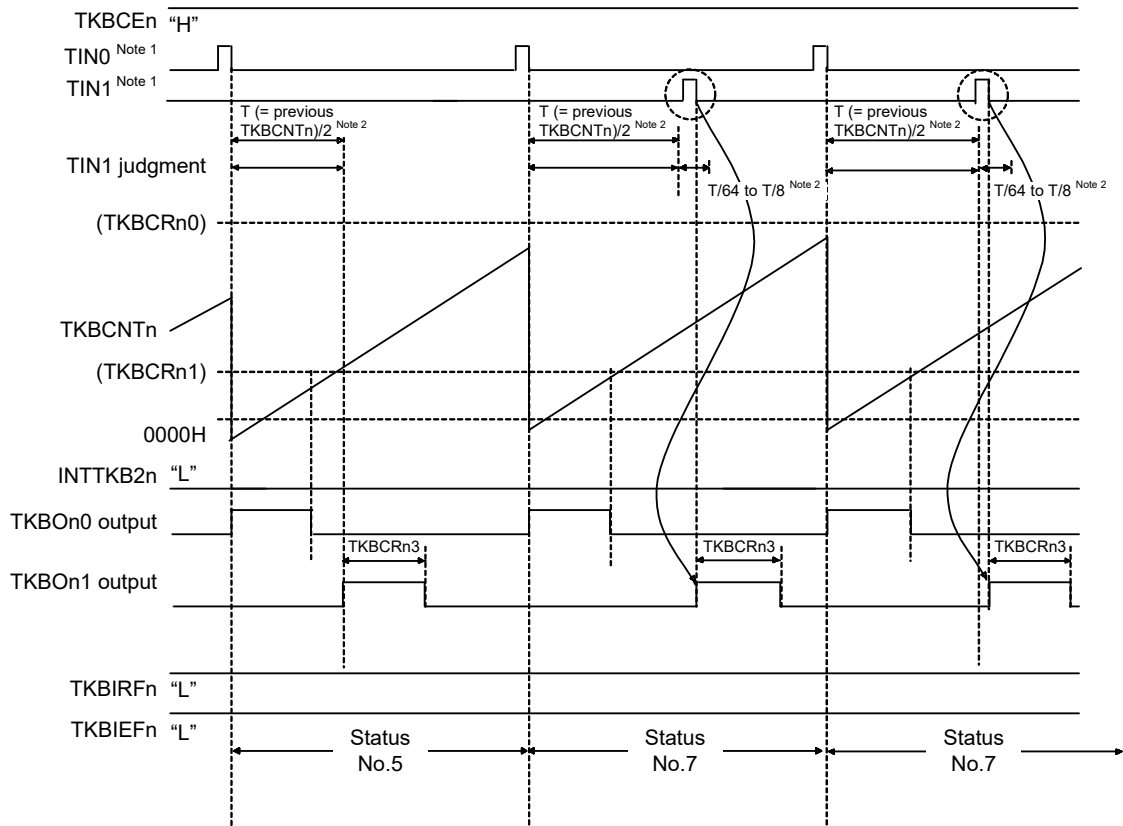 TKBCEn “H”
TIN0 Note 1
TIN1 Note 1
T (= previous
TKBCNTn)/2 Note 2
T (= previous
TKBCNTn)/2 Note 2
T (= previous
TKBCNTn)/2 Note 2
TIN1 judgment
T/64 to T/8 Note 2
T/64 to T/8 Note 2
(TKBCRn0)
TKBCNTn
(TKBCRn1)
0000H
INTTKB2n “L”
TKBOn0 output
TKBCRn3
TKBCRn3
TKBCRn3
TKBOn1 output
TKBIRFn “L”
TKBIEFn “L”
Status
No.5
Status
No.7
Status
No.7